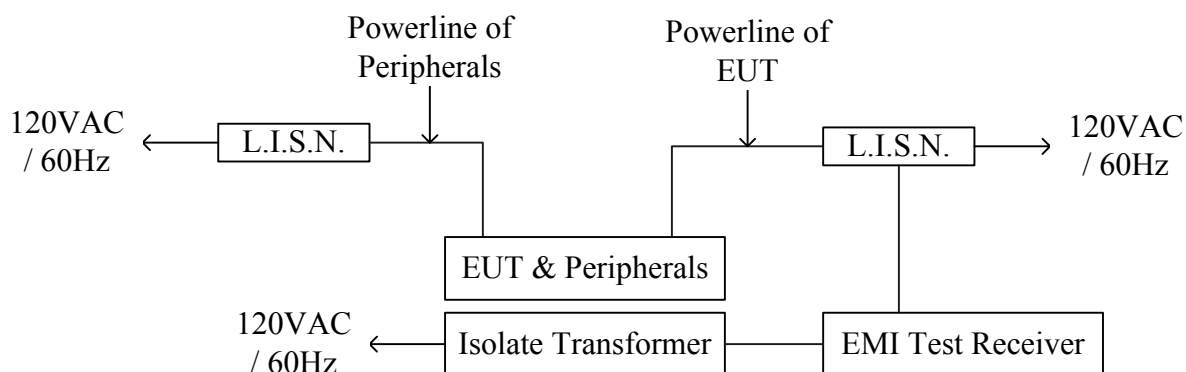 Powerline of
Peripherals
Powerline of
EUT
120VAC
/ 60Hz
L.I.S.N.
L.I.S.N.
120VAC
/ 60Hz
EUT & Peripherals
120VAC
/ 60Hz
Isolate Transformer
EMI Test Receiver